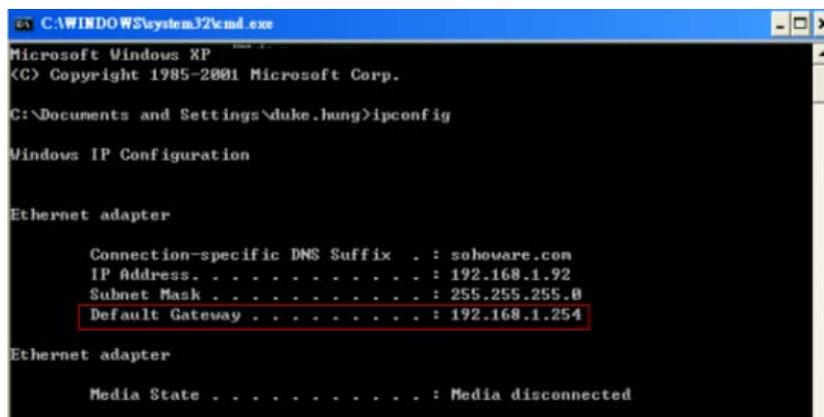 C:\WINDOWS\system32\cmd.exe
Microsoft Windows XP
(C) Copyright 1985-2001 Microsoft Corp.
C:\Documents and Settings\duke.hung>ipconfig
Windows IP Configuration
Ethernet adapter
Connection-specific DNS Suffix . : sohoware.com
IP Address. . . . . . . . . . . . : 192.168.1.92
Subnet Mask . . . . . . . . . . . : 255.255.255.0
Default Gateway . . . . . . . . . : 192.168.1.254
Ethernet adapter
Media State . . . . . . . . . . . : Media disconnected